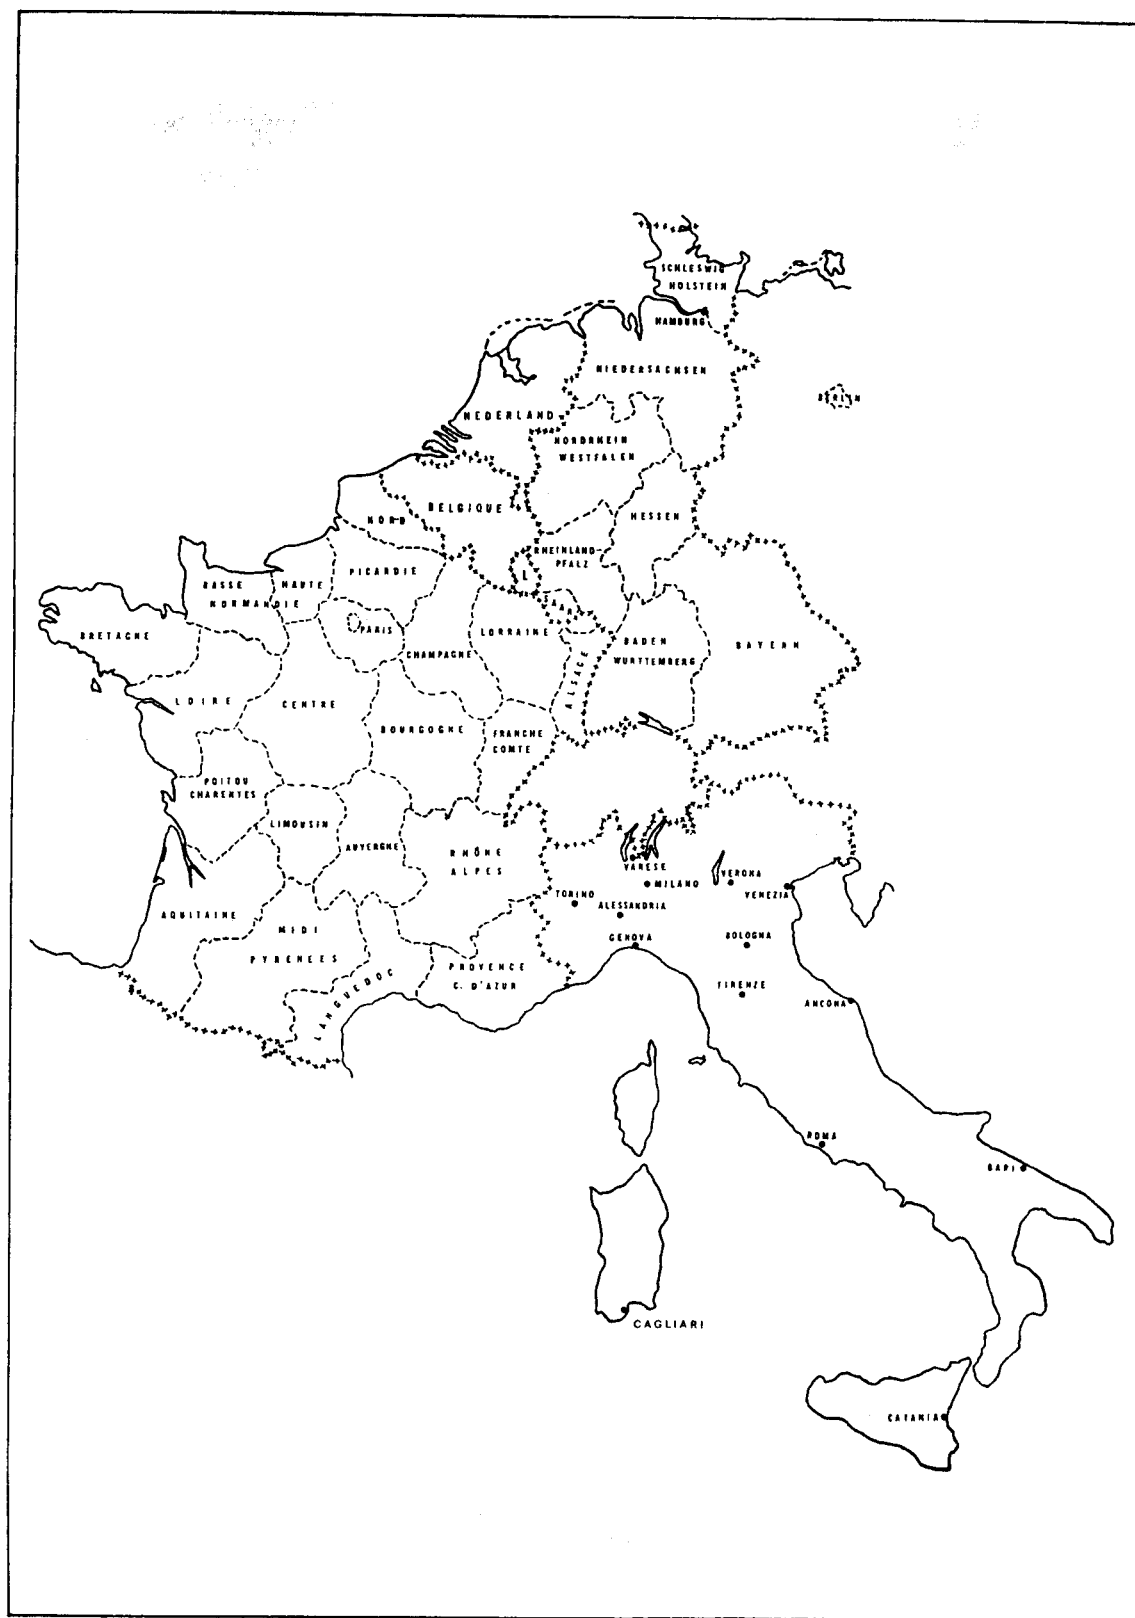 SCHLESWIG
HOLSTEIN
HAMBURG
NIEDERSACHSEN
BERLIN
NEDERLAND
NORDRHEIN
WESTFALEN
BELGIQUE
HESSEN
NORD
RHEINLAND-
PFALZ
L
PICARDIE
BASSE
HAUTE
NORMANDIE
SAAR
PARIS
BRETAGNE
LORRAINE
CHAMPAGNE
BADEN
WURTTEMBERG
BAYERN
ALSACE
LOIRE
CENTRE
BOURGOGNE
FRANCHE
COMTE
POITOU
CHARENTES
LIMOUSIN
AUVERGNE
RHÔNE
ALPES
VARESE
MILANO
VERONA
VENEZIA
TORINO
ALESSANDRIA
AQUITAINE
MIDI
PYRENEES
GENOVA
BOLOGNA
PROVENCE
C. D'AZUR
LANGUEDOC
FIRENZE
ANCONA
ROMA
BARI
CAGLIARI
CATANIA